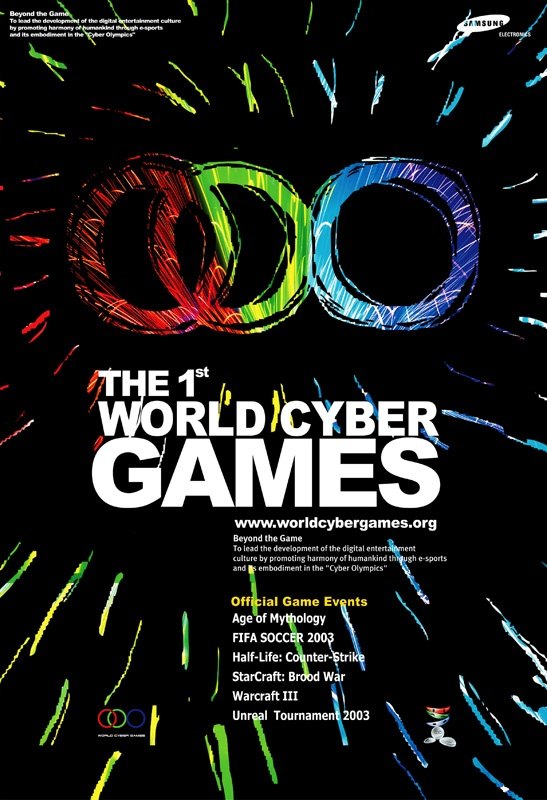 Beyond the Game
To lead the development of the digital entertainment culture
by promoting harmony of humankind through e-sports
and its embodiment in the "Cyber Olympics"
SAMSUNG
ELECTRONICS
THE 1st
WORLD CYBER
GAMES
www.worldcybergames.org
Beyond the Game
To lead the development of the digital entertainment
culture by promoting harmony of humankind through e-sports
and its embodiment in the "Cyber Olympics"
Official Game Events
Age of Mythology
FIFA SOCCER 2003
Half-Life: Counter-Strike
StarCraft: Brood War
Warcraft III
Unreal Tournament 2003
WORLD CYBER GAMES